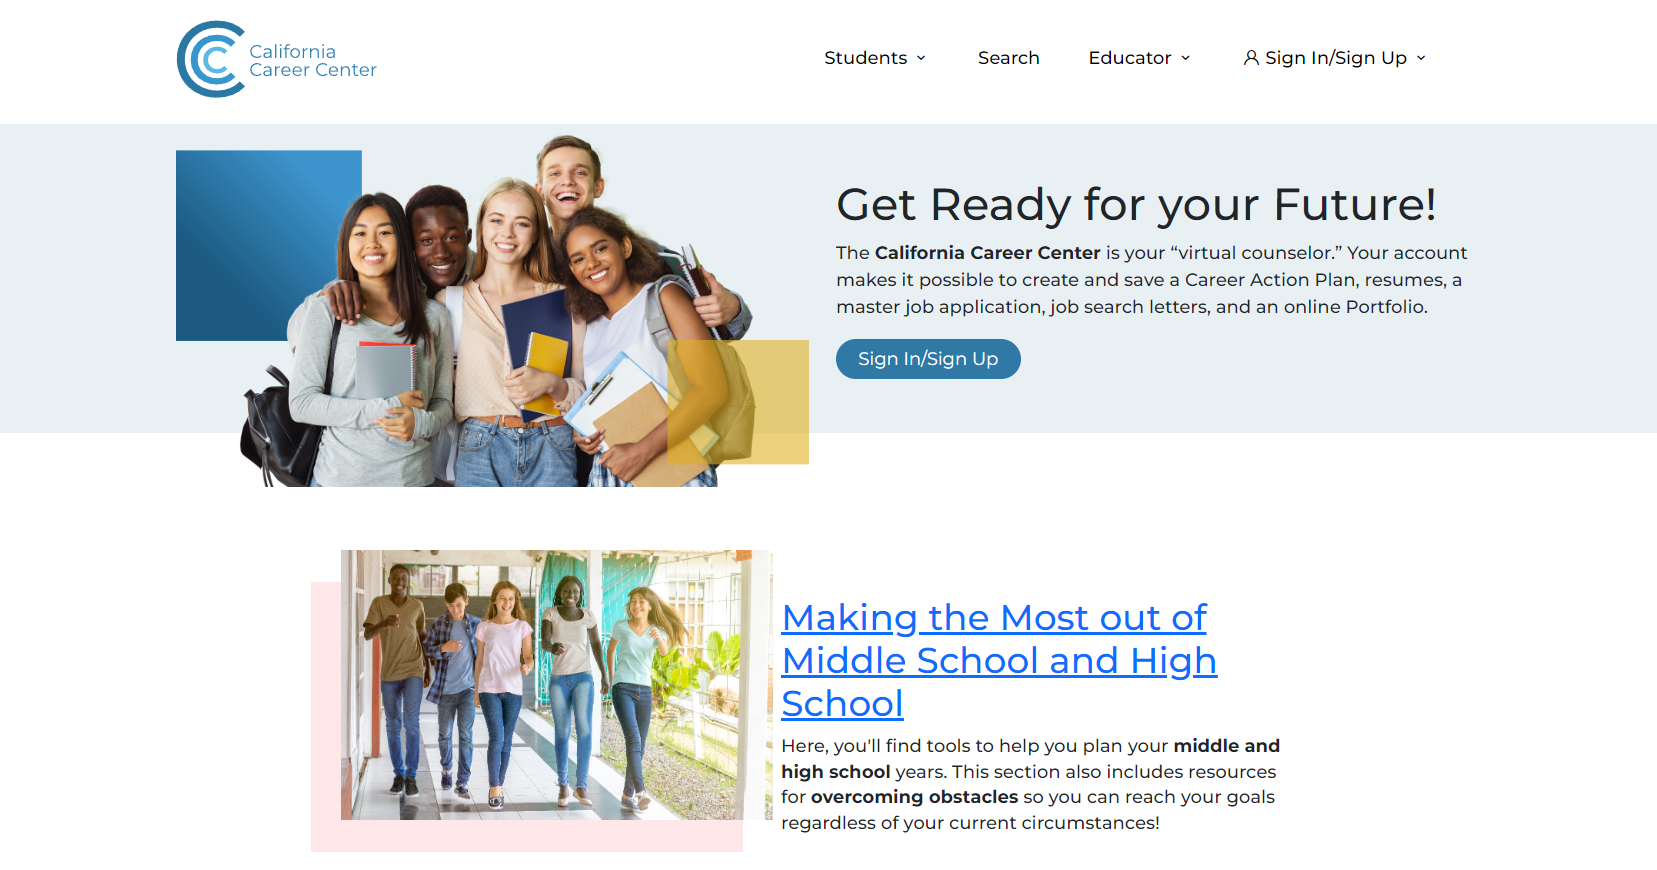 California
Career Center
Students
Search
Educator
Sign In/Sign Up
Get Ready for your Future!
The California Career Center is your “virtual counselor.” Your account
makes it possible to create and save a Career Action Plan, resumes, a
master job application, job search letters, and an online Portfolio.
Sign In/Sign Up
Making the Most out of
Middle School and High
School
Here, you'll find tools to help you plan your middle and
high school years. This section also includes resources
for overcoming obstacles so you can reach your goals
regardless of your current circumstances!